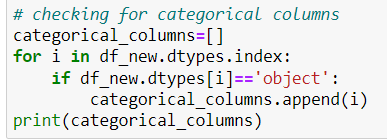 # checking for categorical columns
categorical_columns=[]
for i in df_new.dtypes.index:
    if df_new.dtypes[i]=='object':
        categorical_columns.append(i)
print(categorical_columns)